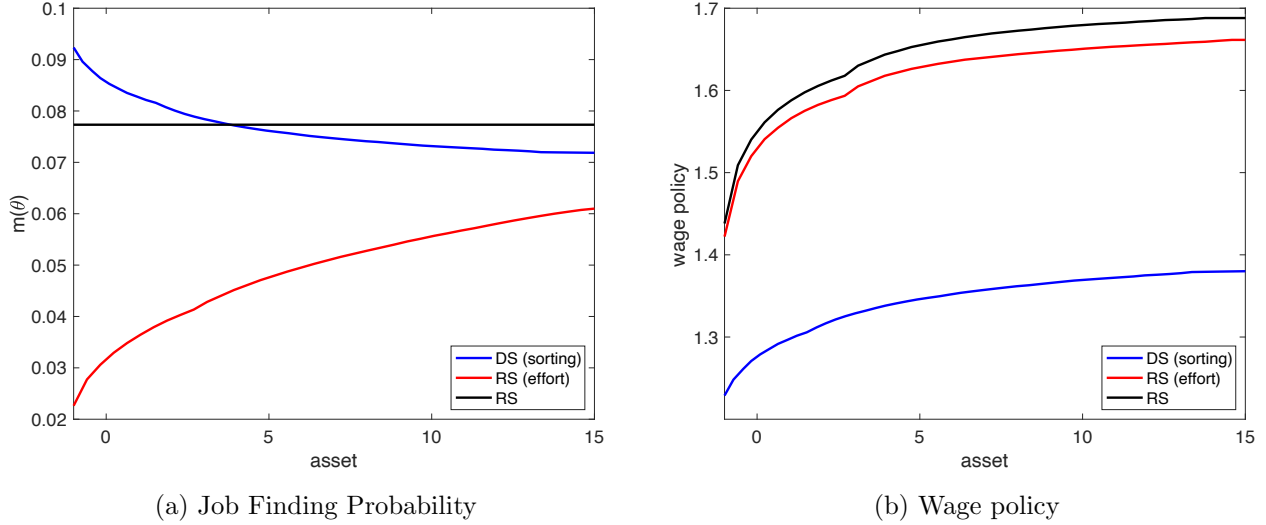 0.1
0.09
0.08
0.07
0.06
0.05
0.04
0.03
0.02
m(θ)
0
5
10
15
asset
DS (sorting)
RS (effort)
RS
(a) Job Finding Probability
1.7
1.6
1.5
1.4
1.3
wage policy
0
5
10
15
asset
DS (sorting)
RS (effort)
RS
(b) Wage policy